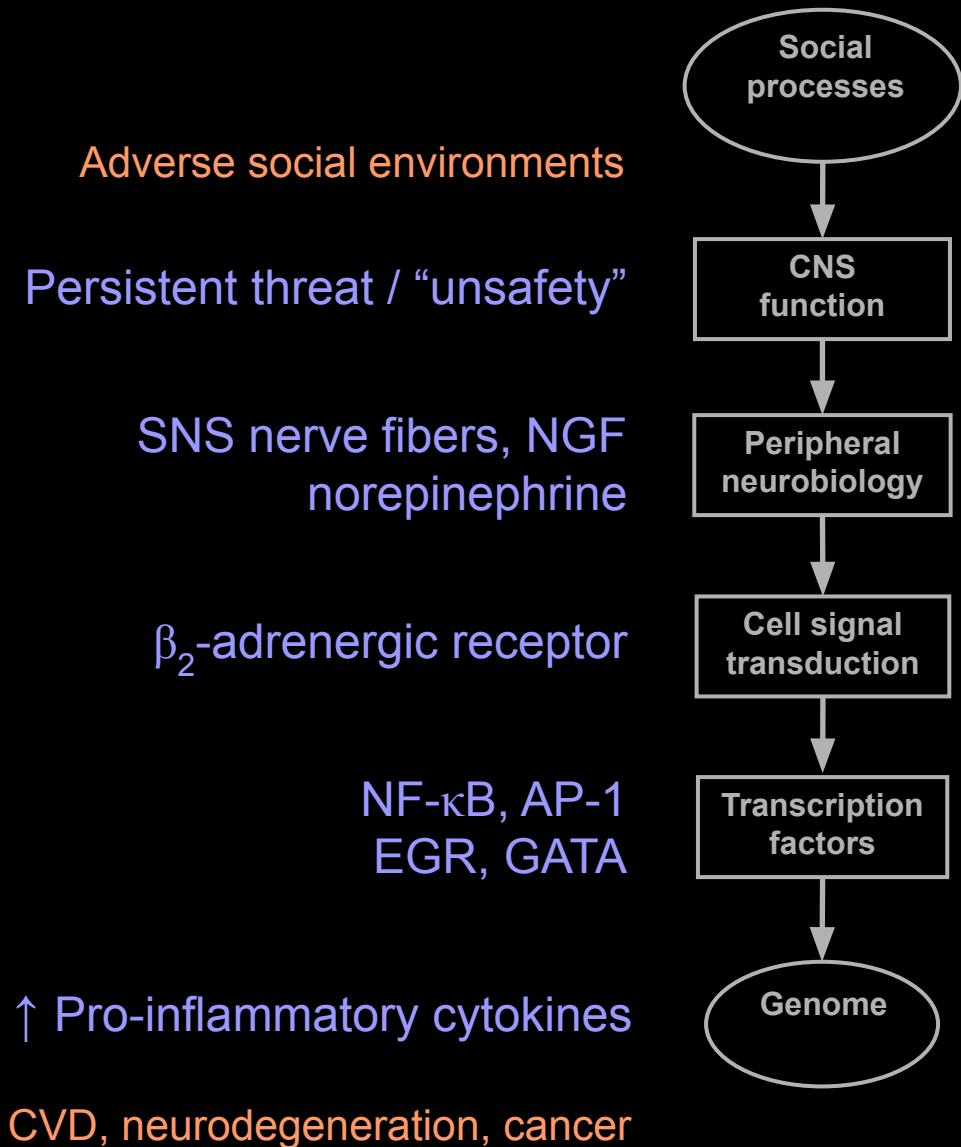 Social
processes
Adverse social environments
Persistent threat / “unsafety”
CNS
function
SNS nerve fibers, NGF
norepinephrine
Peripheral
neurobiology
β₂-adrenergic receptor
Cell signal
transduction
NF-κB, AP-1
EGR, GATA
Transcription
factors
↑ Pro-inflammatory cytokines
Genome
CVD, neurodegeneration, cancer